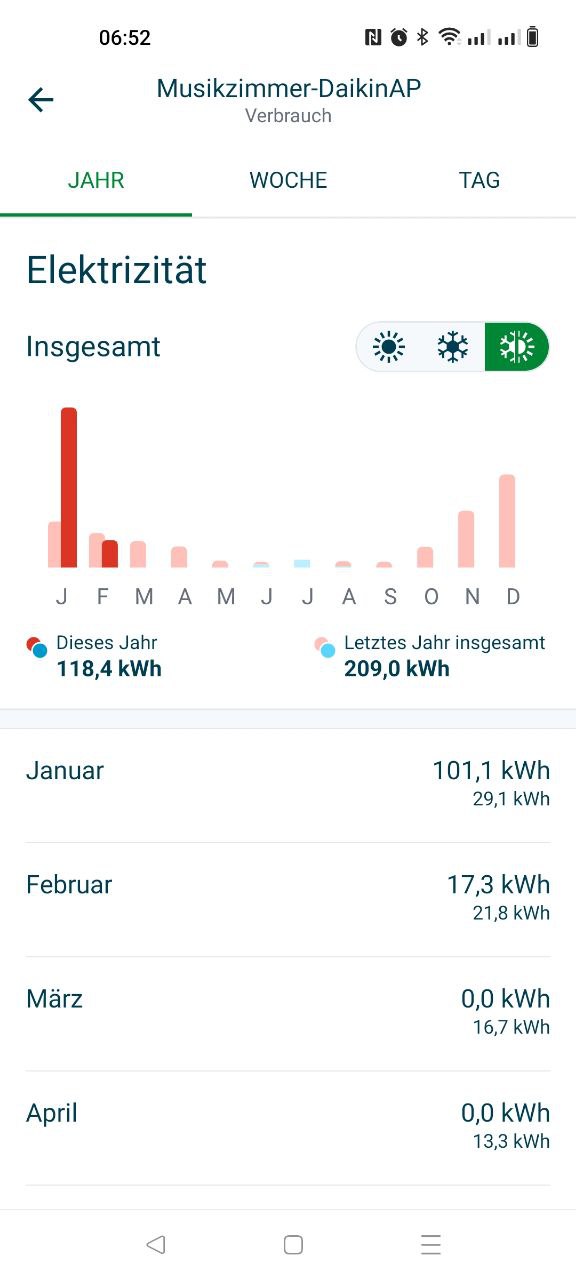 06:52
Musikzimmer-DaikinAP
Verbrauch
JAHR WOCHE TAG
Elektrizität
Insgesamt
J F M A M J J A S O N D
Dieses Jahr Letztes Jahr insgesamt
118,4 kWh 209,0 kWh
Januar 101,1 kWh
29,1 kWh
Februar 17,3 kWh
21,8 kWh
März 0,0 kWh
16,7 kWh
April 0,0 kWh
13,3 kWh